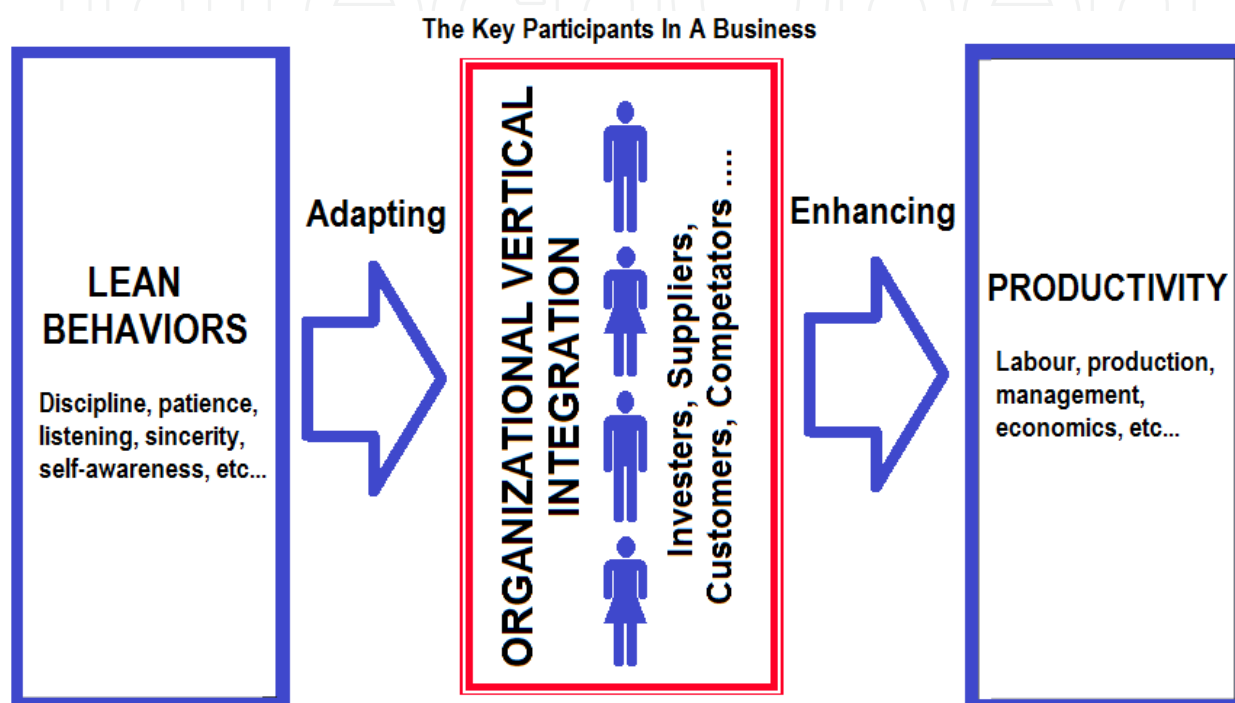 The Key Participants In A Business
LEAN
BEHAVIORS
Discipline, patience,
listening, sincerity,
self-awareness, etc...
Adapting
ORGANIZATIONAL VERTICAL
INTEGRATION
Investers, Suppliers,
Customers, Competators ....
Enhancing
PRODUCTIVITY
Labour, production,
management,
economics, etc...